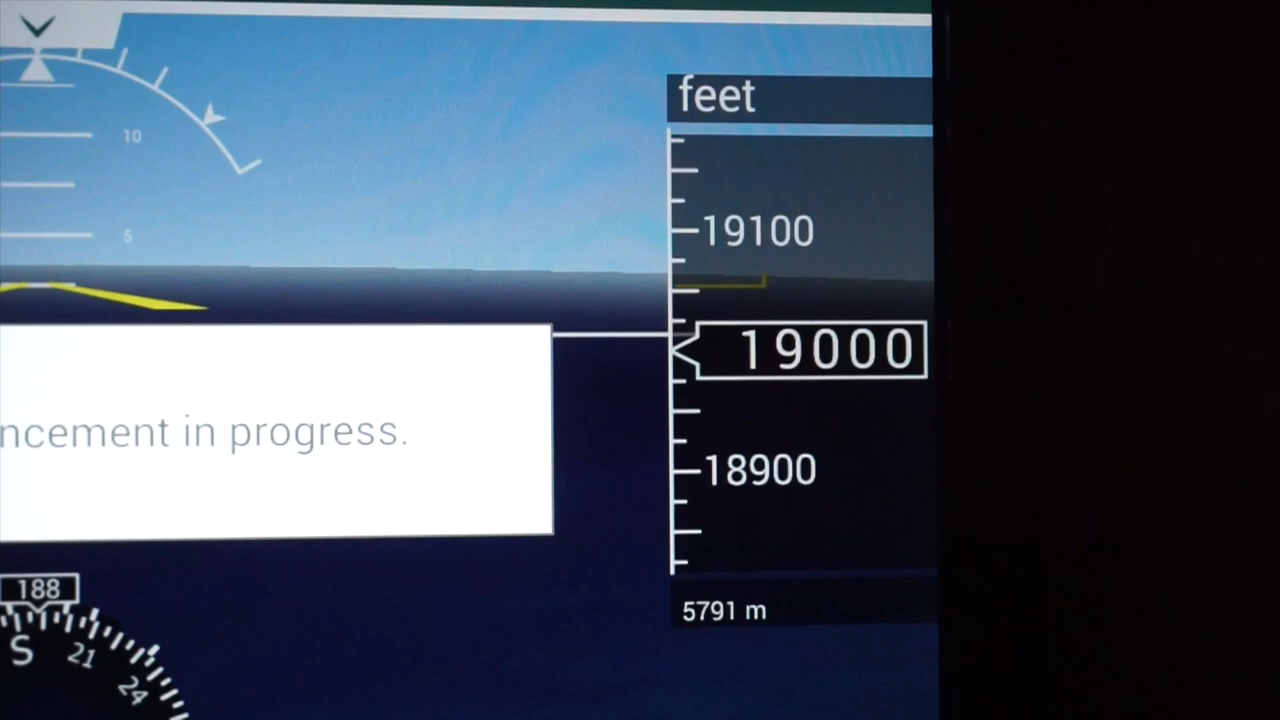 feet
10
19100
5
19000
ncement in progress.
18900
188
5791 m
S 21 24